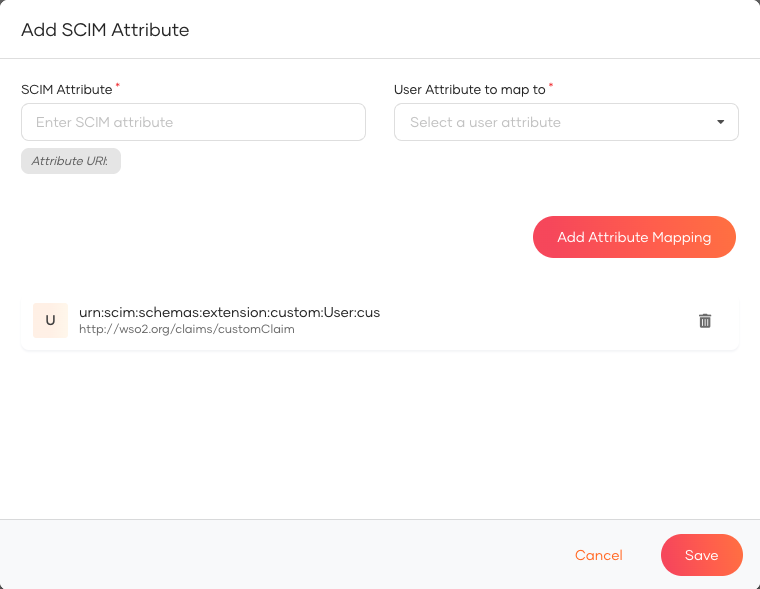 Add SCIM Attribute
SCIM Attribute *
User Attribute to map to *
Enter SCIM attribute
Select a user attribute
Attribute URI:
Add Attribute Mapping
U
urn:scim:schemas:extension:custom:User:cus
http://wso2.org/claims/customClaim
Cancel
Save